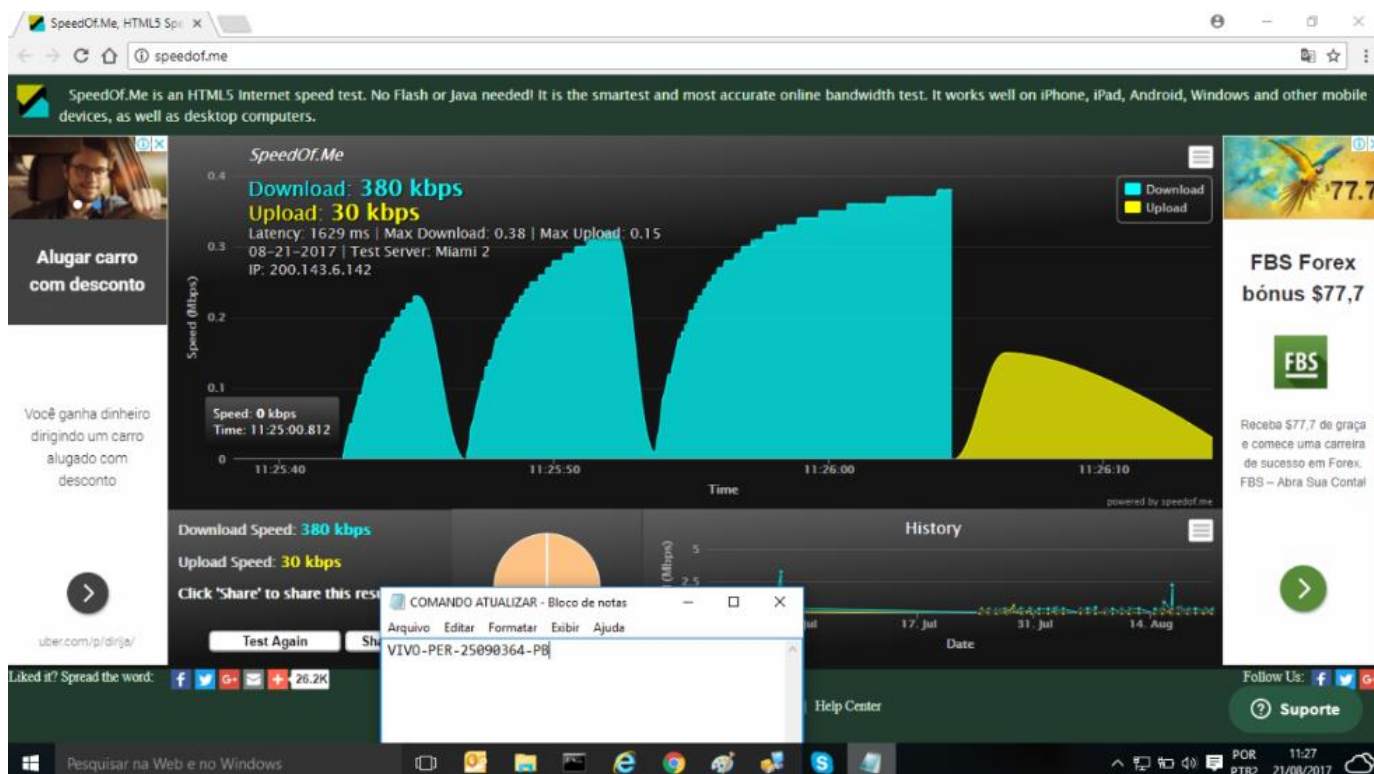 SpeedOf.Me, HTML5 Spe
speedof.me
SpeedOf.Me is an HTML5 Internet speed test. No Flash or Java needed! It is the smartest and most accurate online bandwidth test. It works well on iPhone, iPad, Android, Windows and other mobile
devices, as well as desktop computers.
SpeedOf.Me
Download: 380 kbps
Upload: 30 kbps
Latency: 1629 ms | Max Download: 0.38 | Max Upload: 0.15
08-21-2017 | Test Server: Miami 2
IP: 200.143.6.142
Download
Upload
0.4
0.3
0.2
0.1
0
Speed (Mbps)
Speed: 0 kbps
Time: 11:25:00.812
11:25:40
11:25:50
11:26:00
11:26:10
Time
powered by speedof.me
Alugar carro
com desconto
Você ganha dinheiro
dirigindo um carro
alugado com
desconto
uber.com/p/dirija/
$77.7
FBS Forex
bónus $77,7
FBS
Receba $77,7 de graça
e comece uma carreira
de sucesso em Forex.
FBS – Abra Sua Conta!
Download Speed: 380 kbps
Upload Speed: 30 kbps
Click 'Share' to share this resu
Test Again
Sha
History
5
2.5
(Mbps)
Jul
17. Jul
31. Jul
14. Aug
Date
COMANDO ATUALIZAR - Bloco de notas
Arquivo Editar Formatar Exibir Ajuda
VIVO-PER-25090364-PB
Liked it? Spread the word:
26.2K
Help Center
Follow Us:
Suporte
Pesquisar na Web e no Windows
POR
PTB2
11:27
21/08/2017